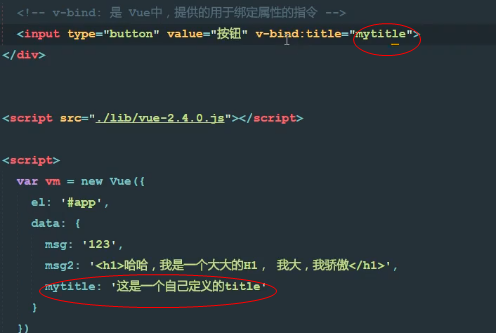 <!-- v-bind: 是 Vue中，提供的用于绑定属性的指令 -->
<input type="button" value="按钮" v-bind:title="mytitle">
</div>
<script src="./lib/vue-2.4.0.js"></script>
<script>
var vm = new Vue({
el: '#app',
data: {
msg: '123',
msg2: '<h1>哈哈，我是一个大大的H1， 我大，我骄傲</h1>',
mytitle: '这是一个自己定义的title'
}
})